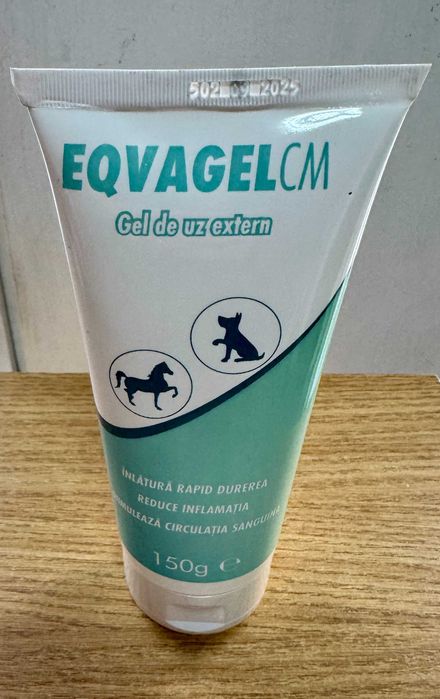 502 09 2025
EQVAGELCM
Gel de uz extern
ÎNLĂTURĂ RAPID DUREREA
REDUCE INFLAMAȚIA
STIMULEAZĂ CIRCULAȚIA SANGUINĂ
150g ℮